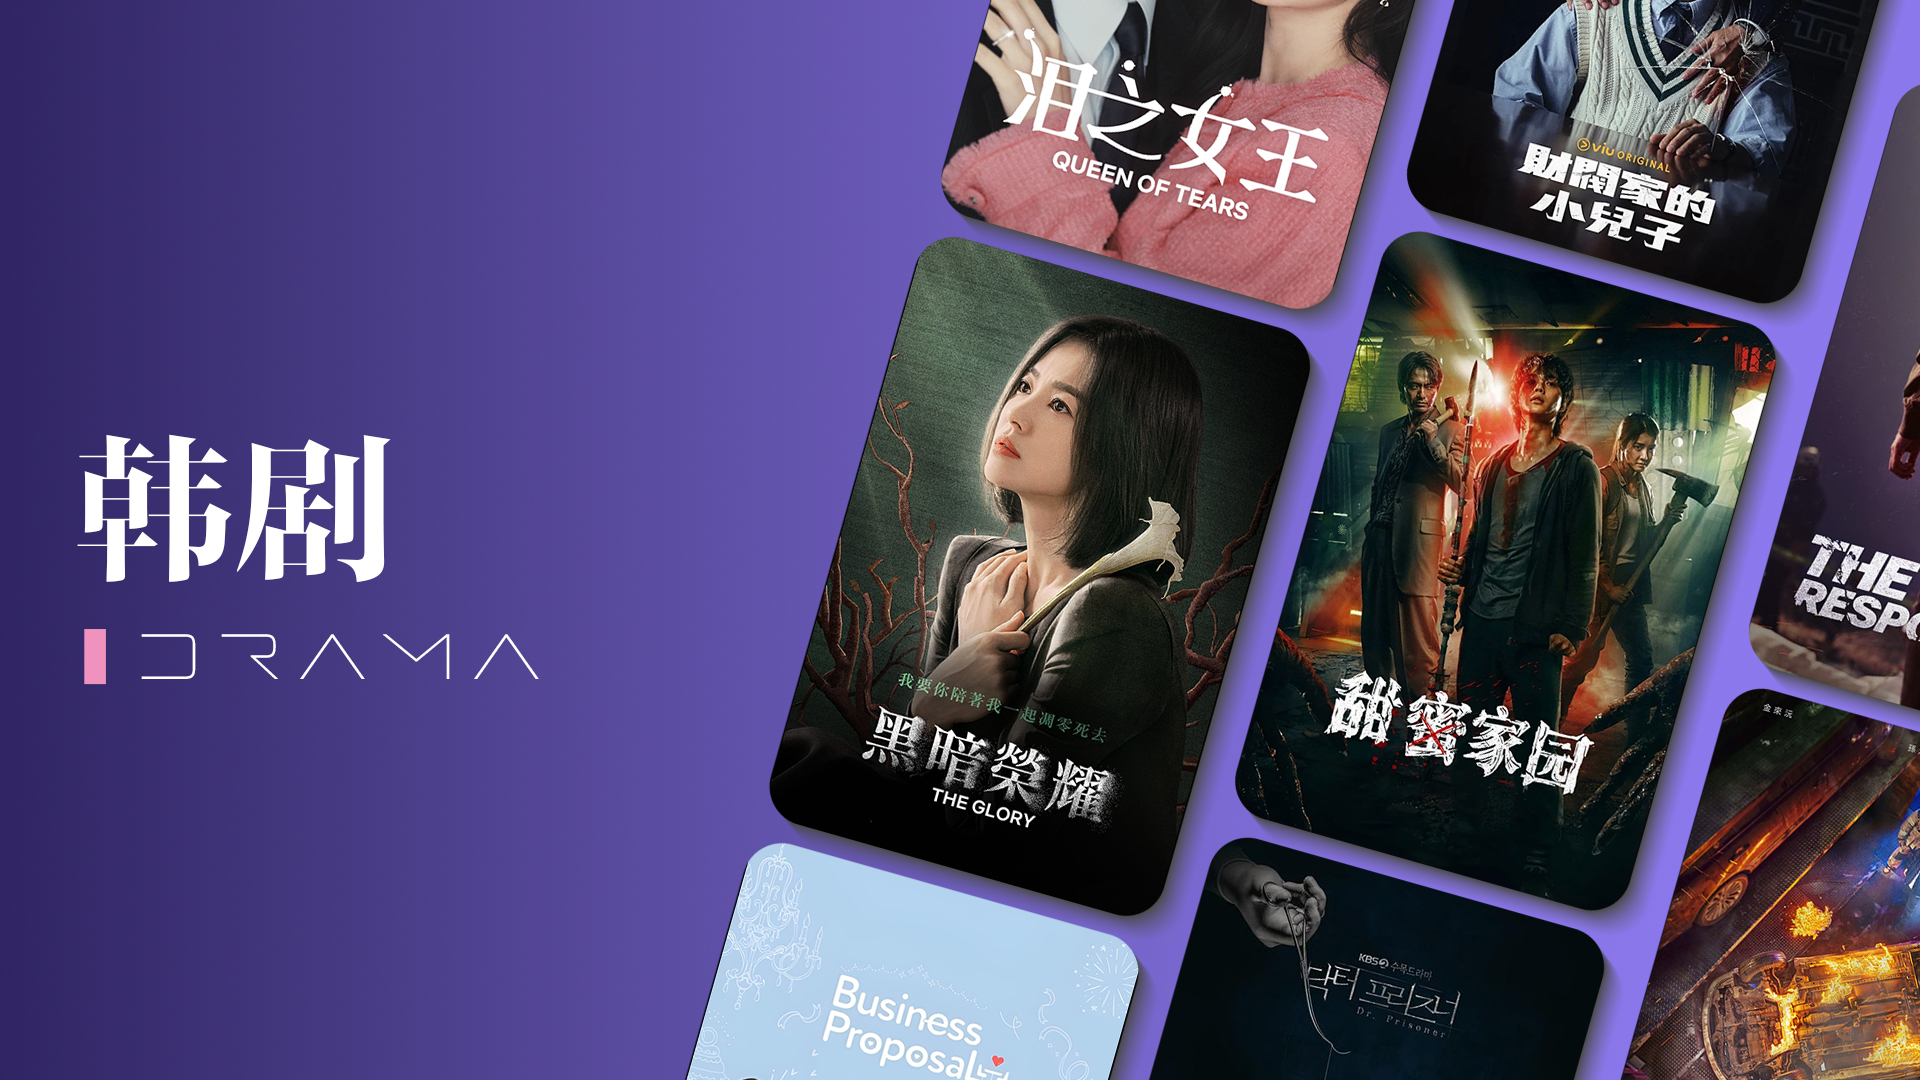 韩剧
DRAMA
泪之女王
QUEEN OF TEARS
viu ORIGINAL
財閥家的
小兒子
我要你陪著我一起凋零死去
黑暗榮耀
THE GLORY
甜蜜家园
THE
RESPO
Business
Proposal
KBS2 수목드라마
닥터 프리즈너
Dr. Prisoner
金來沅